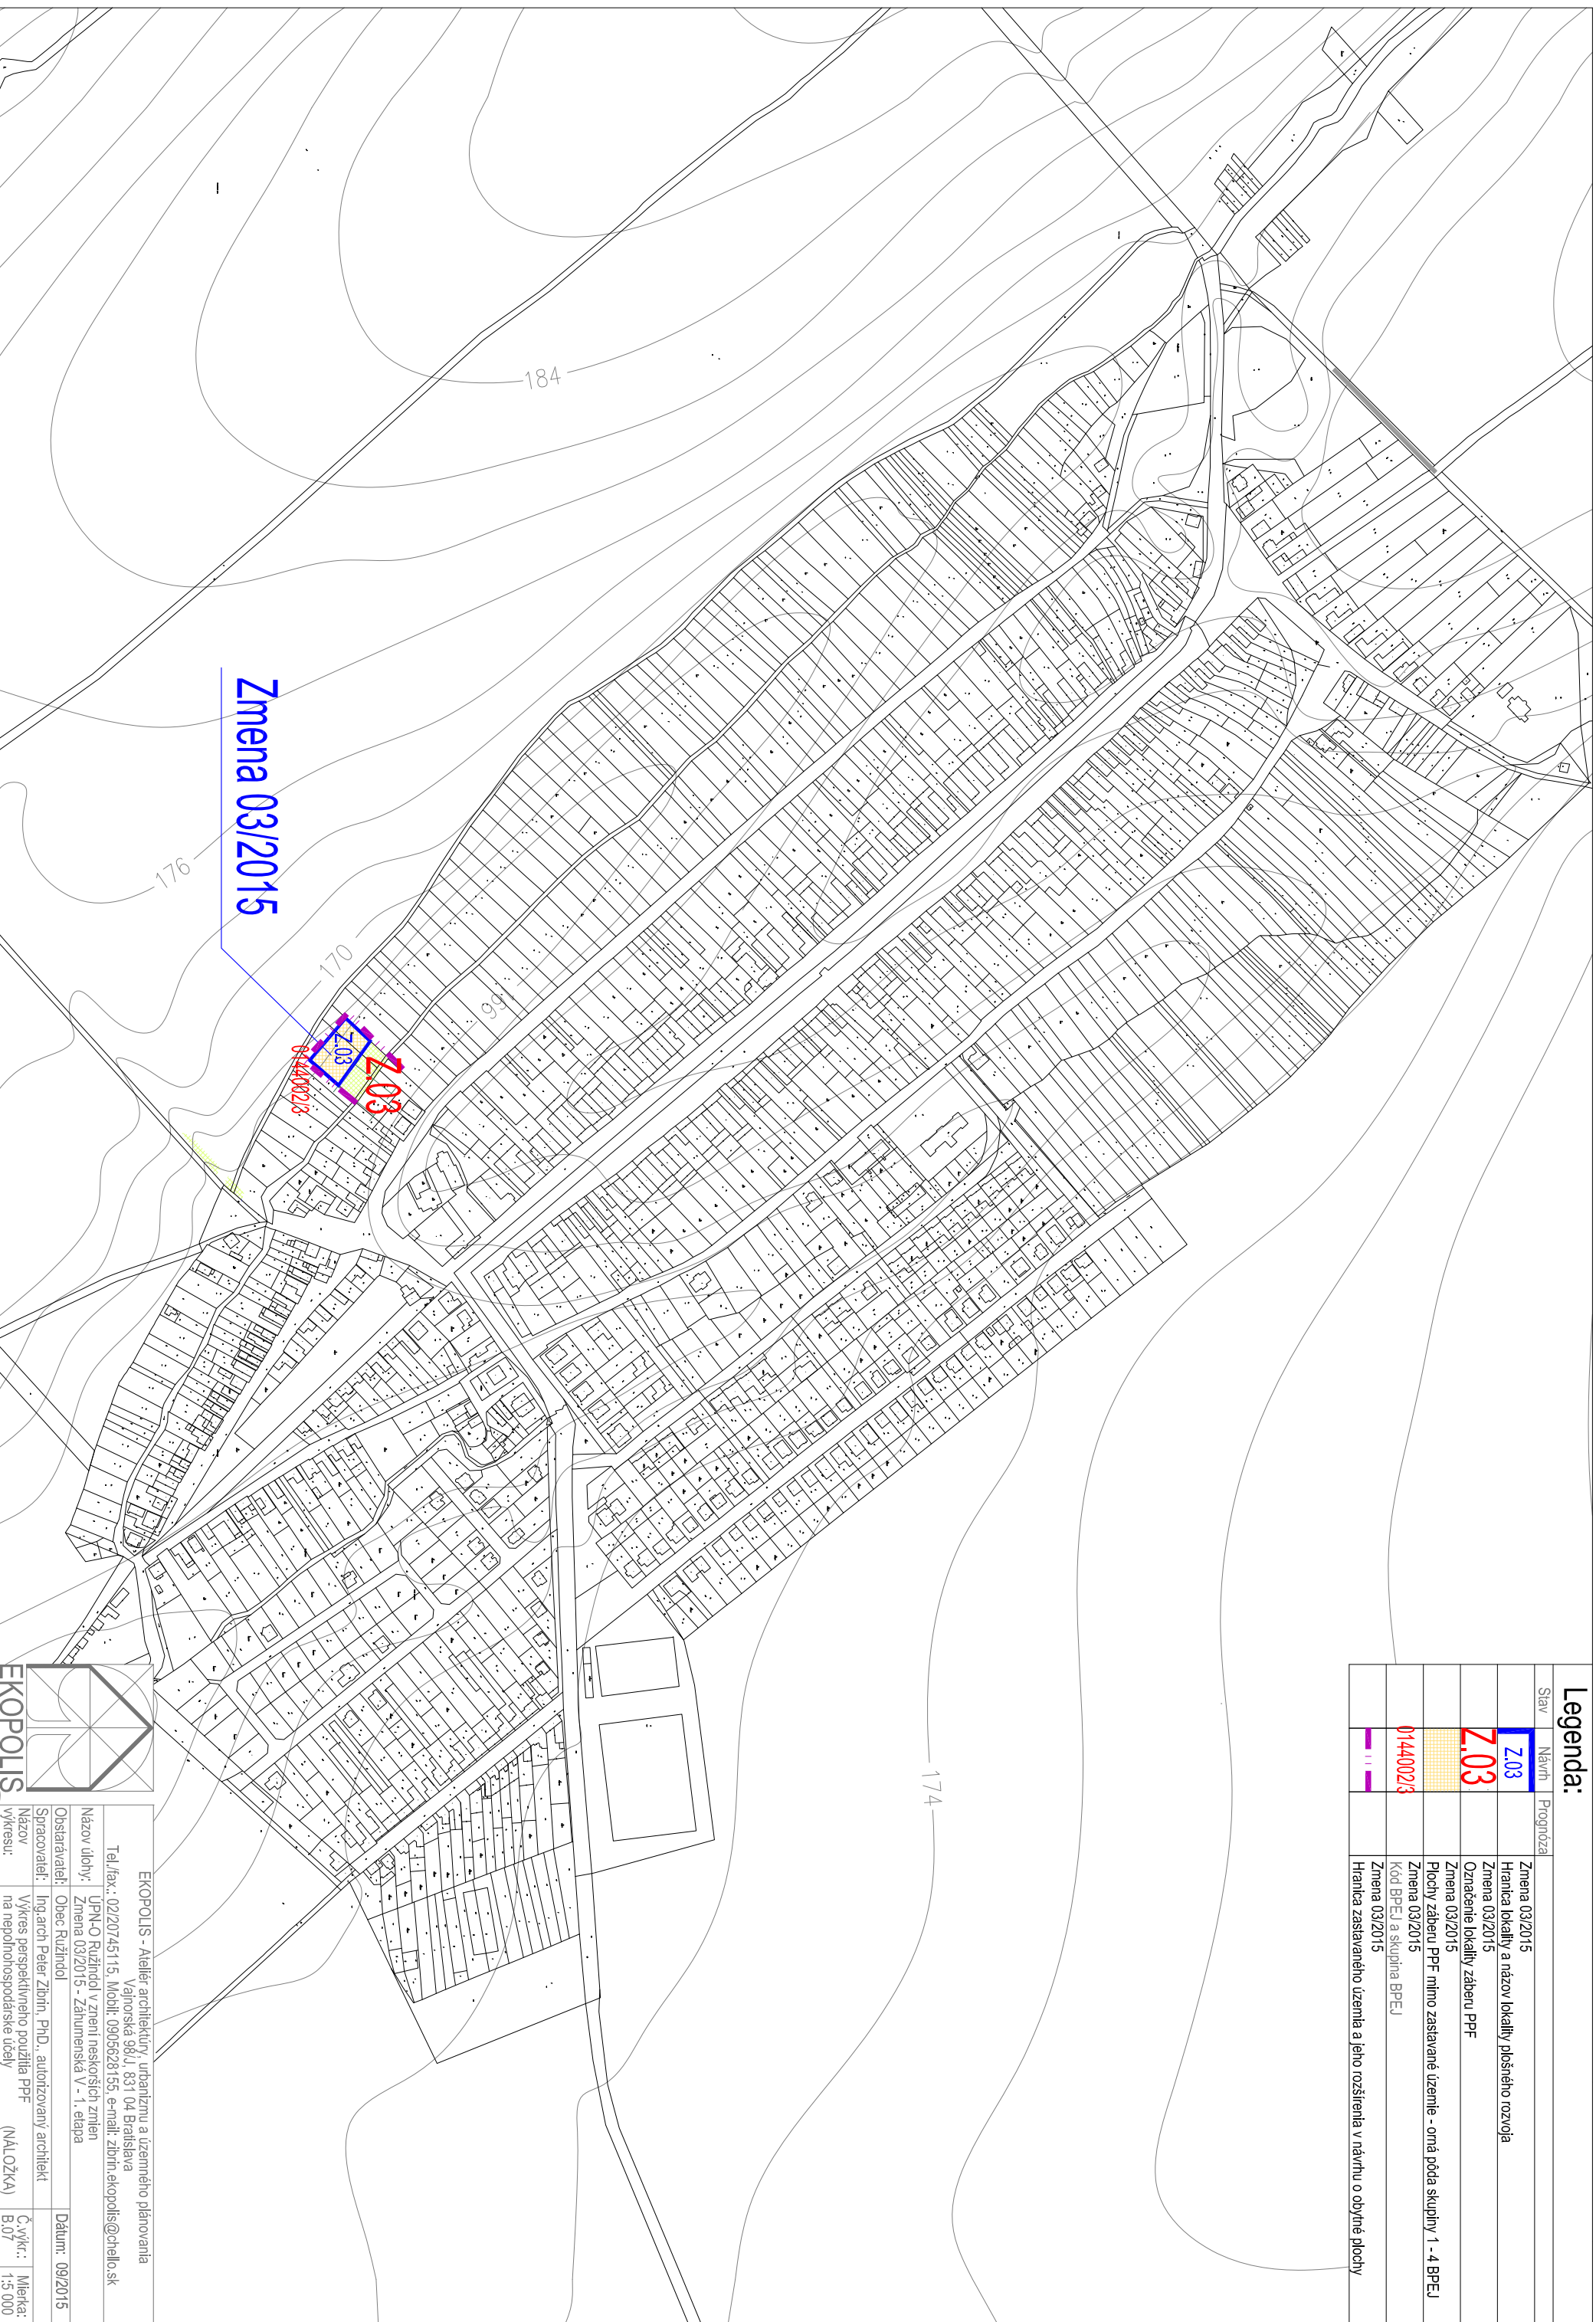 Legenda:
Stav Návrh Prognóza
Z.03
Zmena 03/2015
Hranica lokality a názov lokality plošného rozvoja
Z.03
Zmena 03/2015
Označenie lokality záberu PPF
Zmena 03/2015
Plochy záberu PPF mimo zastavané územie - orná pôda skupiny 1 - 4 BPEJ
0144002/3
Zmena 03/2015
Kód BPEJ a skupina BPEJ
Zmena 03/2015
Hranica zastavaného územia a jeho rozšírenia v návrhu o obytné plochy
184
176
170
166
174
Zmena 03/2015
Z.03
Z.03
0144002/3
EKOPOLIS
EKOPOLIS - Ateliér architektúry, urbanizmu a územného plánovania
Vajnorská 98/J, 831 04 Bratislava
Tel./fax.: 02/20745115, Mobil: 0905628155, e-mail: zibrin.ekopolis@chello.sk
Názov úlohy: ÚPN-O Ružindol v znení neskorších zmien
Zmena 03/2015 - Záhumenská V - 1. etapa
Obstarávateľ: Obec Ružindol Dátum: 09/2015
Spracovateľ: Ing.arch Peter Zibrin, PhD., autorizovaný architekt
Názov výkresu: Výkres perspektívneho použitia PPF
na nepoľnohospodárske účely (NÁLOŽKA)
Č.výkr.: B.07
Mierka: 1:5 000